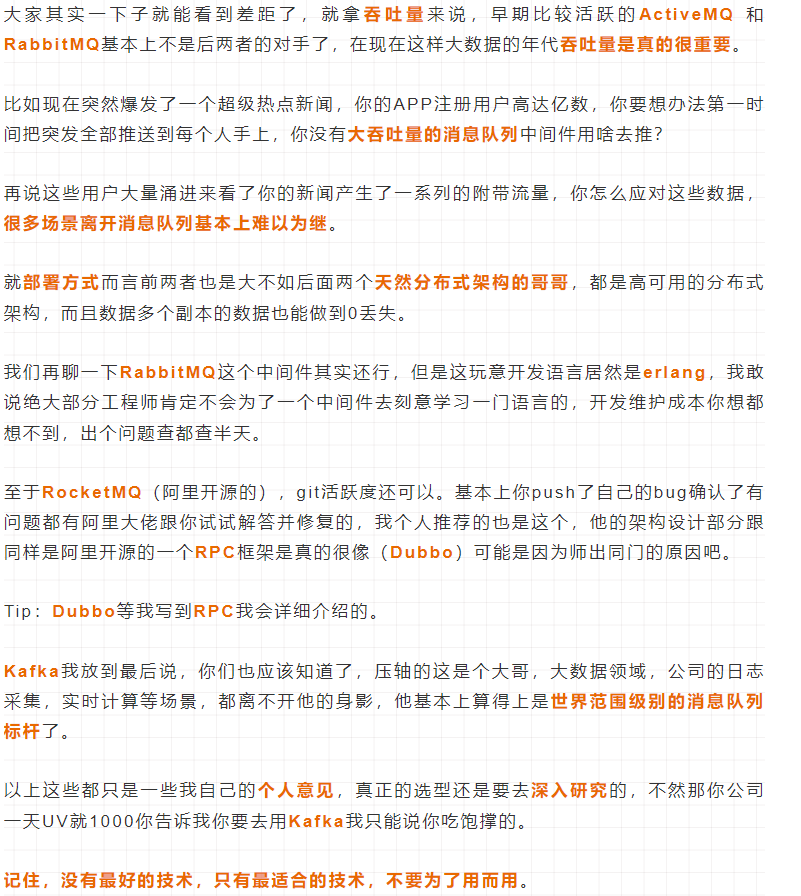 大家其实一下子就能看到差距了，就拿吞吐量来说，早期比较活跃的ActiveMQ 和
RabbitMQ基本上不是后两者的对手了，在现在这样大数据的年代吞吐量是真的很重要。
比如现在突然爆发了一个超级热点新闻，你的APP注册用户高达亿数，你要想办法第一时
间把突发全部推送到每个人手上，你没有大吞吐量的消息队列中间件用啥去推？
再说这些用户大量涌进来看了你的新闻产生了一系列的附带流量，你怎么应对这些数据，
很多场景离开消息队列基本上难以为继。
就部署方式而言前两者也是大不如后面两个天然分布式架构的哥哥，都是高可用的分布式
架构，而且数据多个副本的数据也能做到0丢失。
我们再聊一下RabbitMQ这个中间件其实还行，但是这玩意开发语言居然是erlang，我敢
说绝大部分工程师肯定不会为了一个中间件去刻意学习一门语言的，开发维护成本你想都
想不到，出个问题查都查半天。
至于RocketMQ（阿里开源的），git活跃度还可以。基本上你push了自己的bug确认了有
问题都有阿里大佬跟你试试解答并修复的，我个人推荐的也是这个，他的架构设计部分跟
同样是阿里开源的一个RPC框架是真的很像（Dubbo）可能是因为师出同门的原因吧。
Tip：Dubbo等我写到RPC我会详细介绍的。
Kafka我放到最后说，你们也应该知道了，压轴的这是个大哥，大数据领域，公司的日志
采集，实时计算等场景，都离不开他的身影，他基本上算得上是世界范围级别的消息队列
标杆了。
以上这些都只是一些我自己的个人意见，真正的选型还是要去深入研究的，不然那你公司
一天UV就1000你告诉我你要去用Kafka我只能说你吃饱撑的。
记住，没有最好的技术，只有最适合的技术，不要为了用而用。